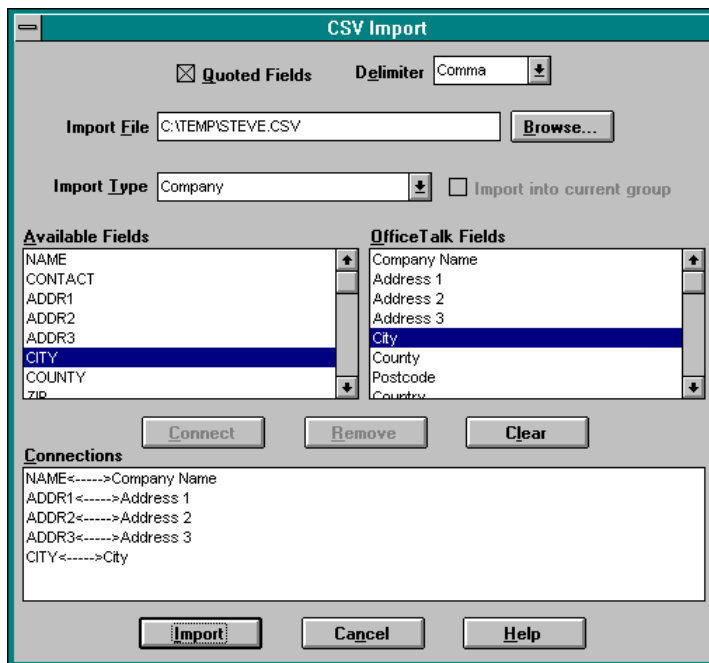 CSV Import
Quoted Fields Delimiter Comma
Import File C:\TEMP\STEVE.CSV Browse...
Import Type Company Import into current group
Available Fields OfficeTalk Fields
NAME Company Name
CONTACT Address 1
ADDR1 Address 2
ADDR2 Address 3
ADDR3 City
CITY County
COUNTY Postcode
ZIP Country
Connect Remove Clear
Connections
NAME<----->Company Name
ADDR1<----->Address 1
ADDR2<----->Address 2
ADDR3<----->Address 3
CITY<----->City
Import Cancel Help